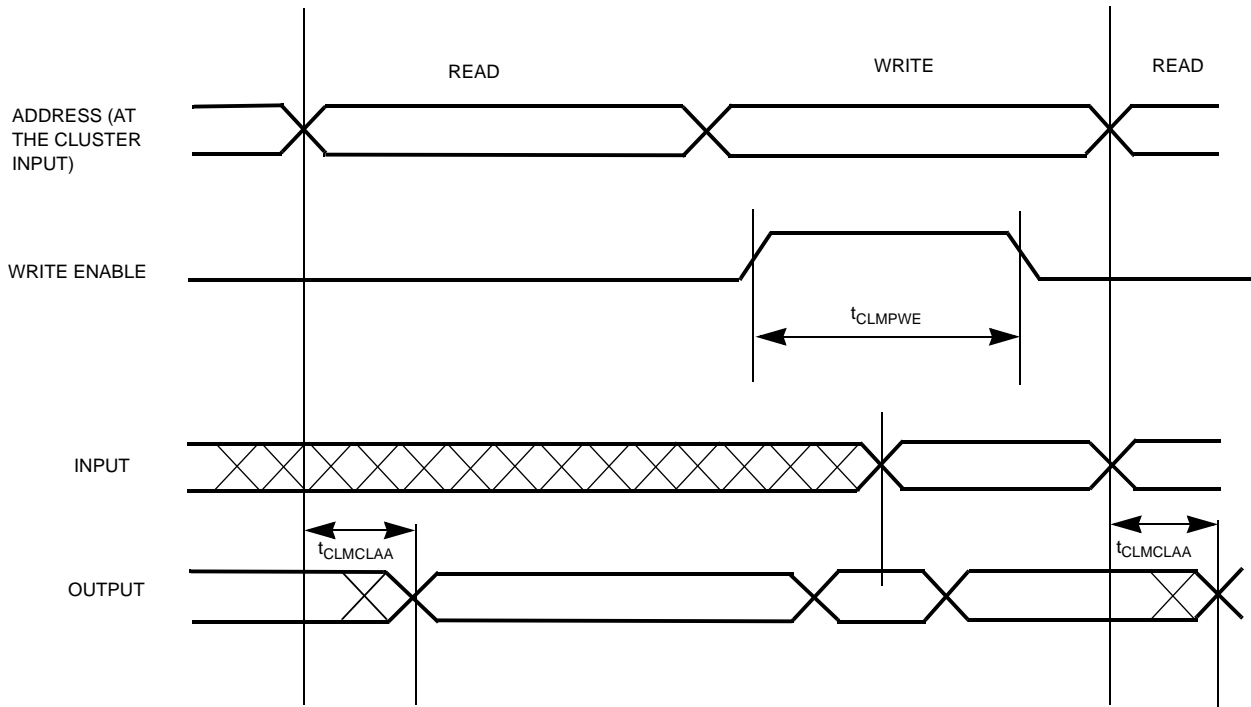 READ
WRITE
READ
ADDRESS (AT
THE CLUSTER
INPUT)
WRITE ENABLE
tCLMPWE
INPUT
tCLMCLAA
tCLMCLAA
OUTPUT